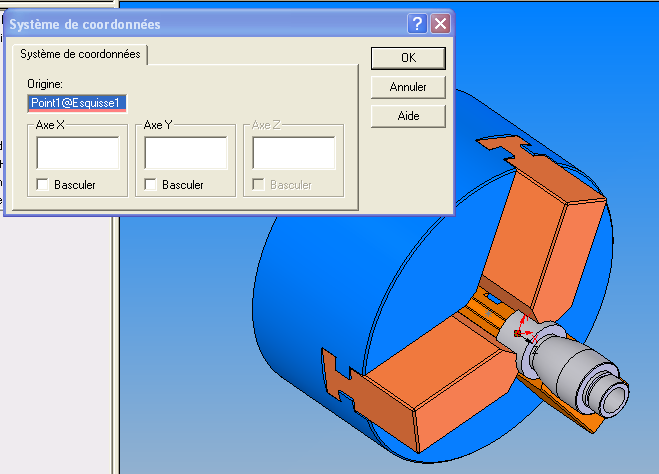 Système de coordonnées
Système de coordonnées
Origine:
Point1@Esquisse1
Axe X
Axe Y
Axe Z
Basculer
Basculer
Basculer
OK
Annuler
Aide